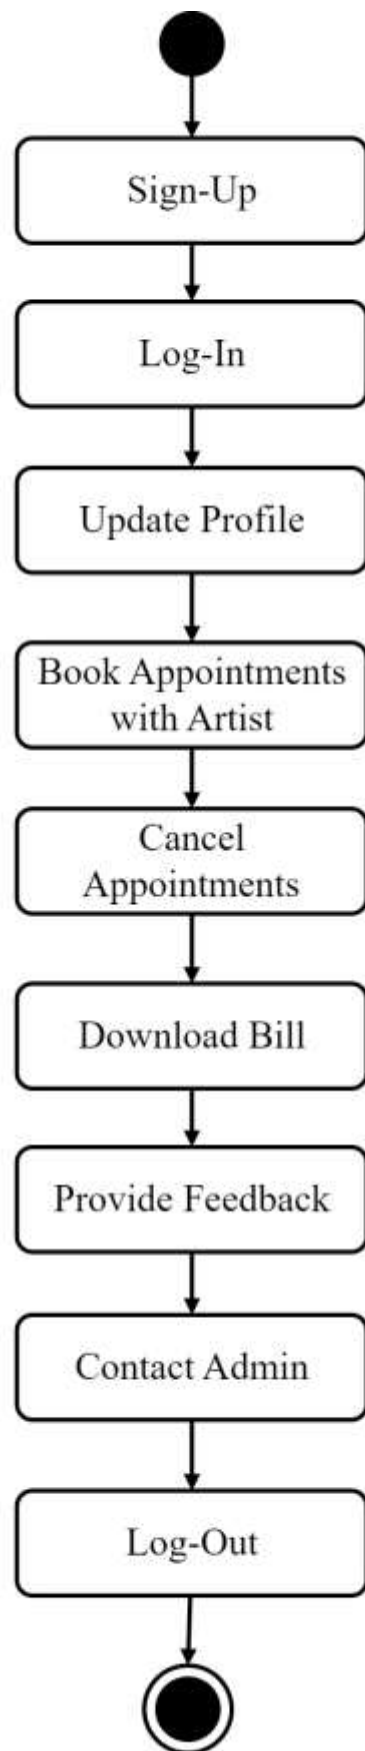 Sign-Up
Log-In
Update Profile
Book Appointments
with Artist
Cancel
Appointments
Download Bill
Provide Feedback
Contact Admin
Log-Out